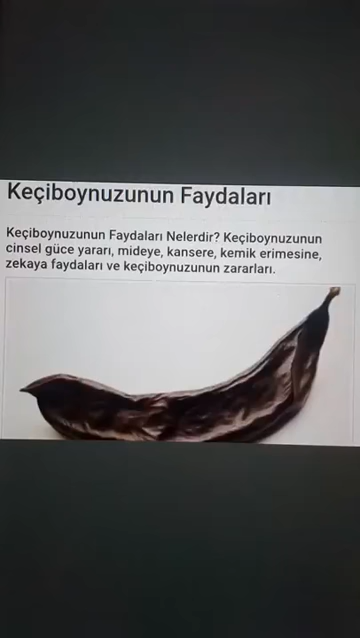 Keçiboynuzunun Faydaları
Keçiboynuzunun Faydaları Nelerdir? Keçiboynuzunun
cinsel güce yararı, mideye, kansere, kemik erimesine,
zekaya faydaları ve keçiboynuzunun zararları.